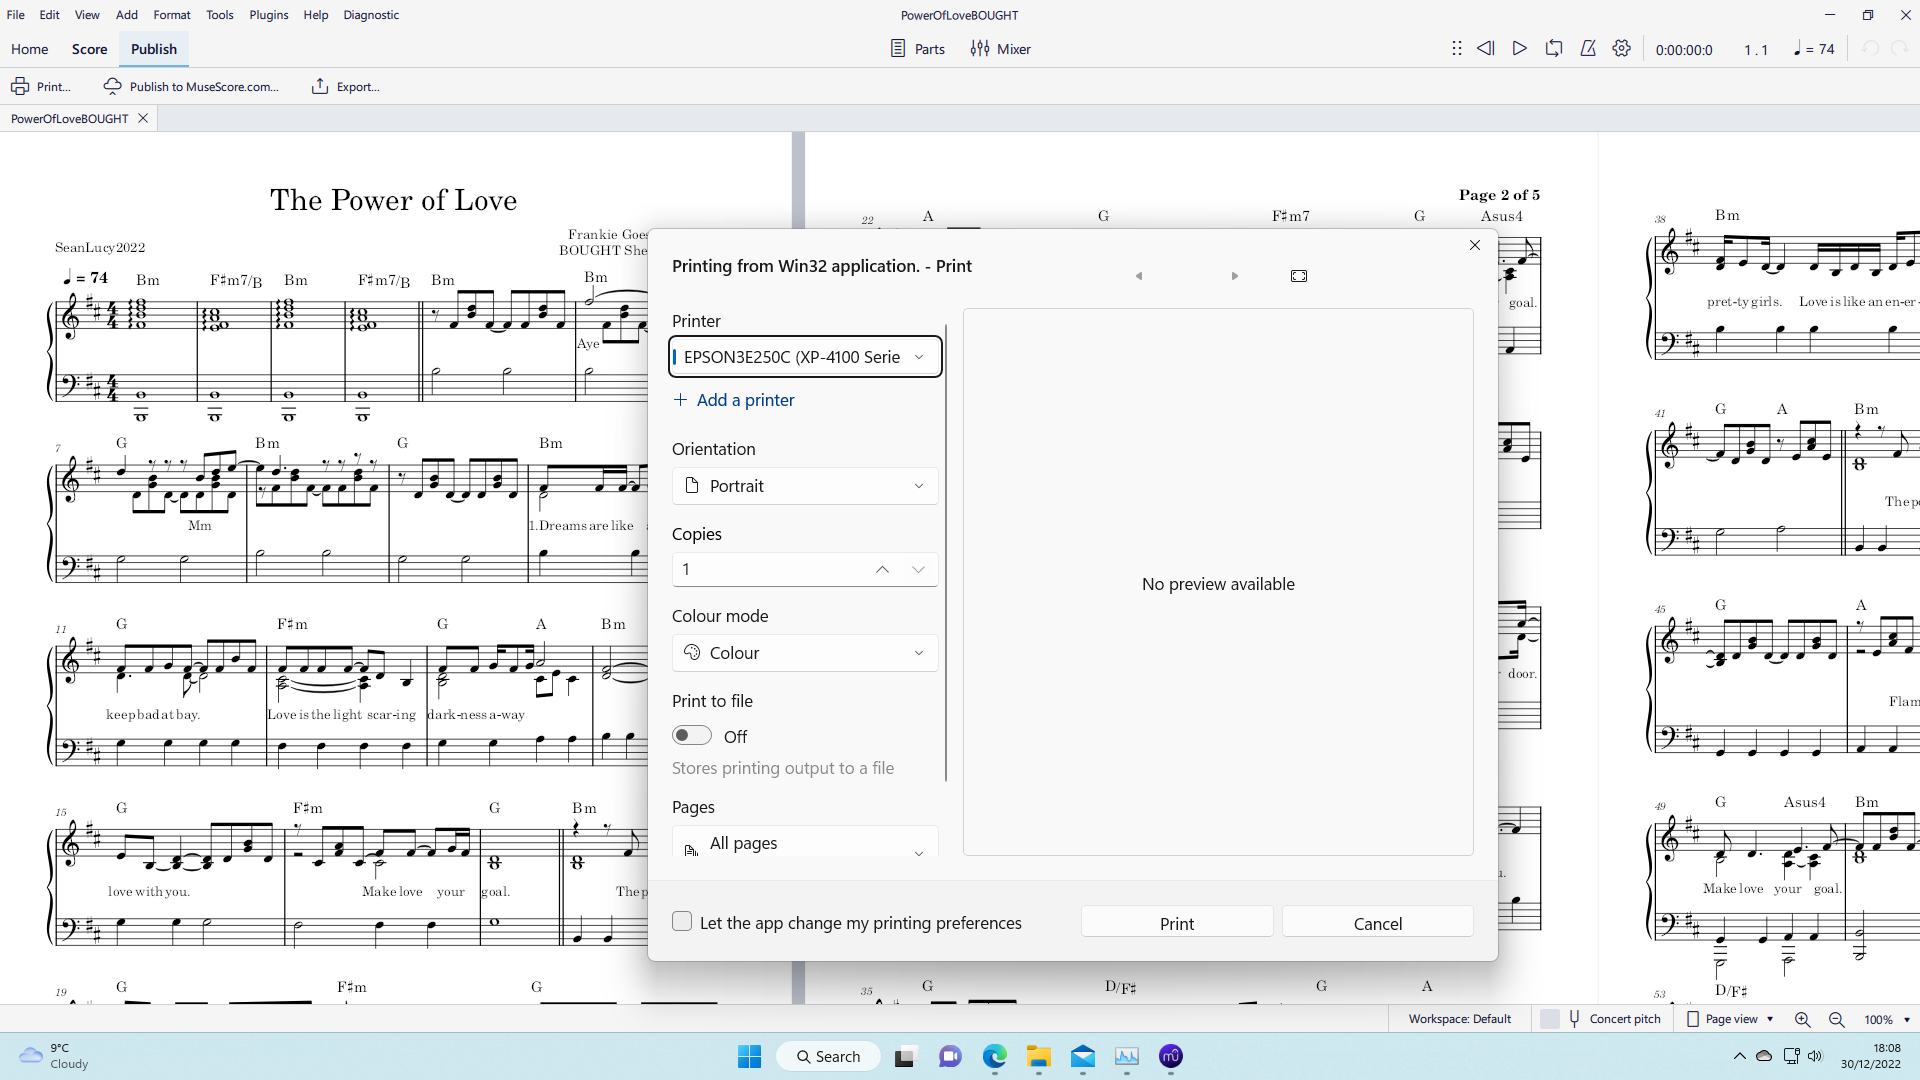 File Edit View Add Format Tools Plugins Help Diagnostic
PowerOfLoveBOUGHT
Home Score Publish
Parts Mixer
0:00:00:0 1 . 1 = 74
Print... Publish to MuseScore.com... Export...
PowerOfLoveBOUGHT
The Power of Love
SeanLucy2022
Frankie Goes
BOUGHT She
= 74
Bm F♯m7/B Bm F♯m7/B Bm Bm
Aye
7
G Bm G Bm
Mm 1.Dreams are like
11
G F♯m G A Bm
keep bad at bay. Love is the light scar-ing dark-ness a-way
15
G F♯m G Bm
love with you. Make love your goal. The p
19
G F♯m G
Page 2 of 5
22
A G F♯m7 G Asus4
goal.
door.
u.
35
G D/F♯ G A
38
Bm
pret-ty girls. Love is like an en-er-
41
G A Bm
The po
45
G A
Flam
49
G Asus4 Bm
Make love your goal.
53
D/F♯
Printing from Win32 application. - Print
Printer
EPSON3E250C (XP-4100 Serie
Add a printer
Orientation
Portrait
Copies
1
Colour mode
Colour
Print to file
Off
Stores printing output to a file
Pages
All pages
No preview available
Let the app change my printing preferences
Print
Cancel
Workspace: Default Concert pitch Page view 100%
9°C
Cloudy
Search
18:08
30/12/2022